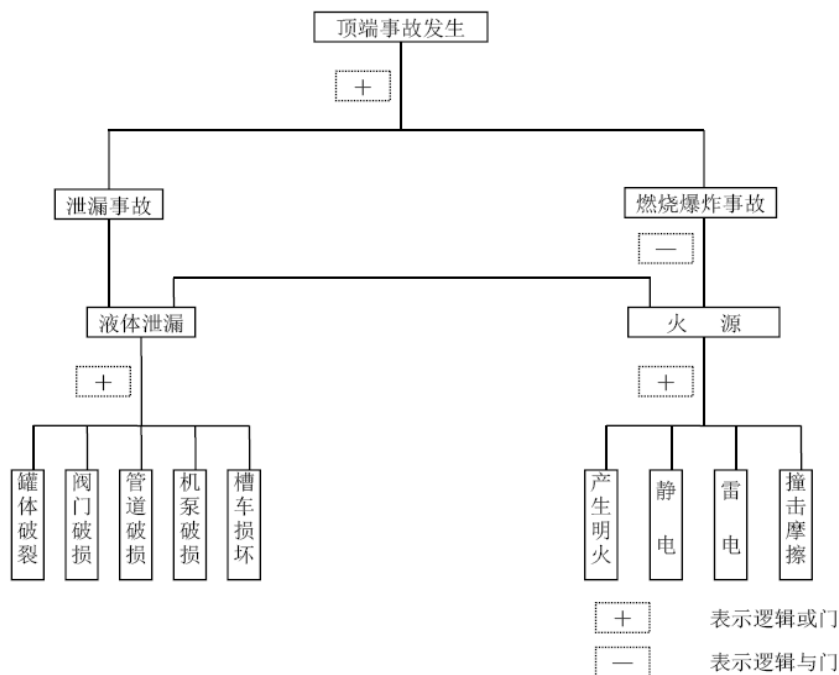 顶端事故发生
+
泄漏事故
燃烧爆炸事故
—
液体泄漏
火 源
+
+
罐体破裂
阀门破损
管道破损
机泵破损
槽车损坏
产生明火
静电
雷电
撞击摩擦
+ 表示逻辑或门
— 表示逻辑与门